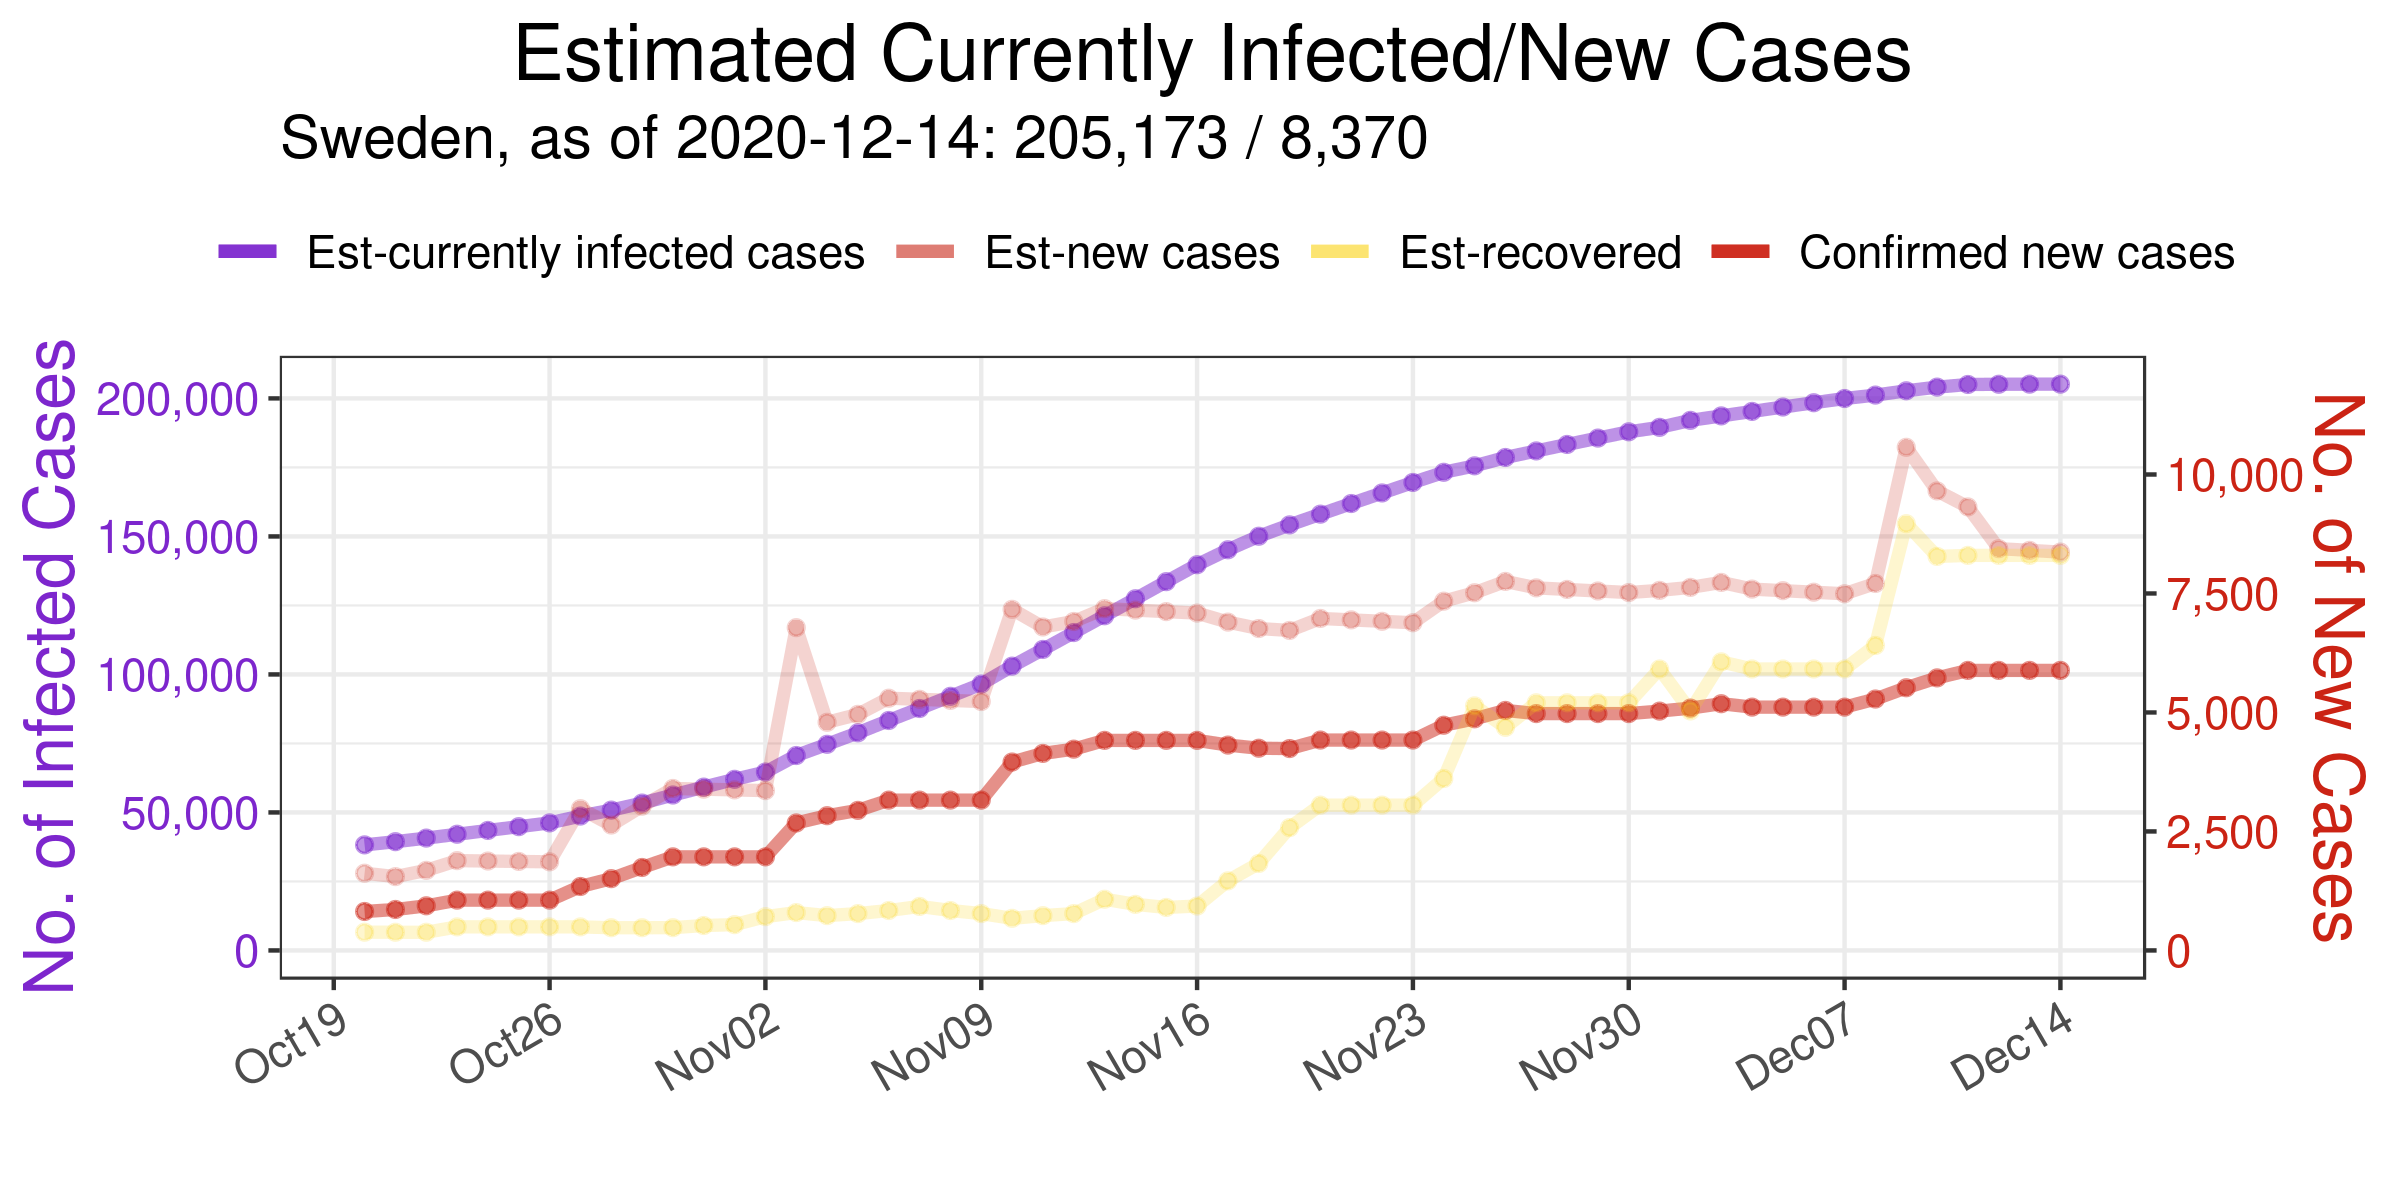 Estimated Currently Infected/New Cases
Sweden, as of 2020-12-14: 205,173 / 8,370
Est-currently infected cases Est-new cases Est-recovered Confirmed new cases
No. of Infected Cases
200,000
150,000
100,000
50,000
0
10,000
7,500
5,000
2,500
0
No. of New Cases
Oct19 Oct26 Nov02 Nov09 Nov16 Nov23 Nov30 Dec07 Dec14